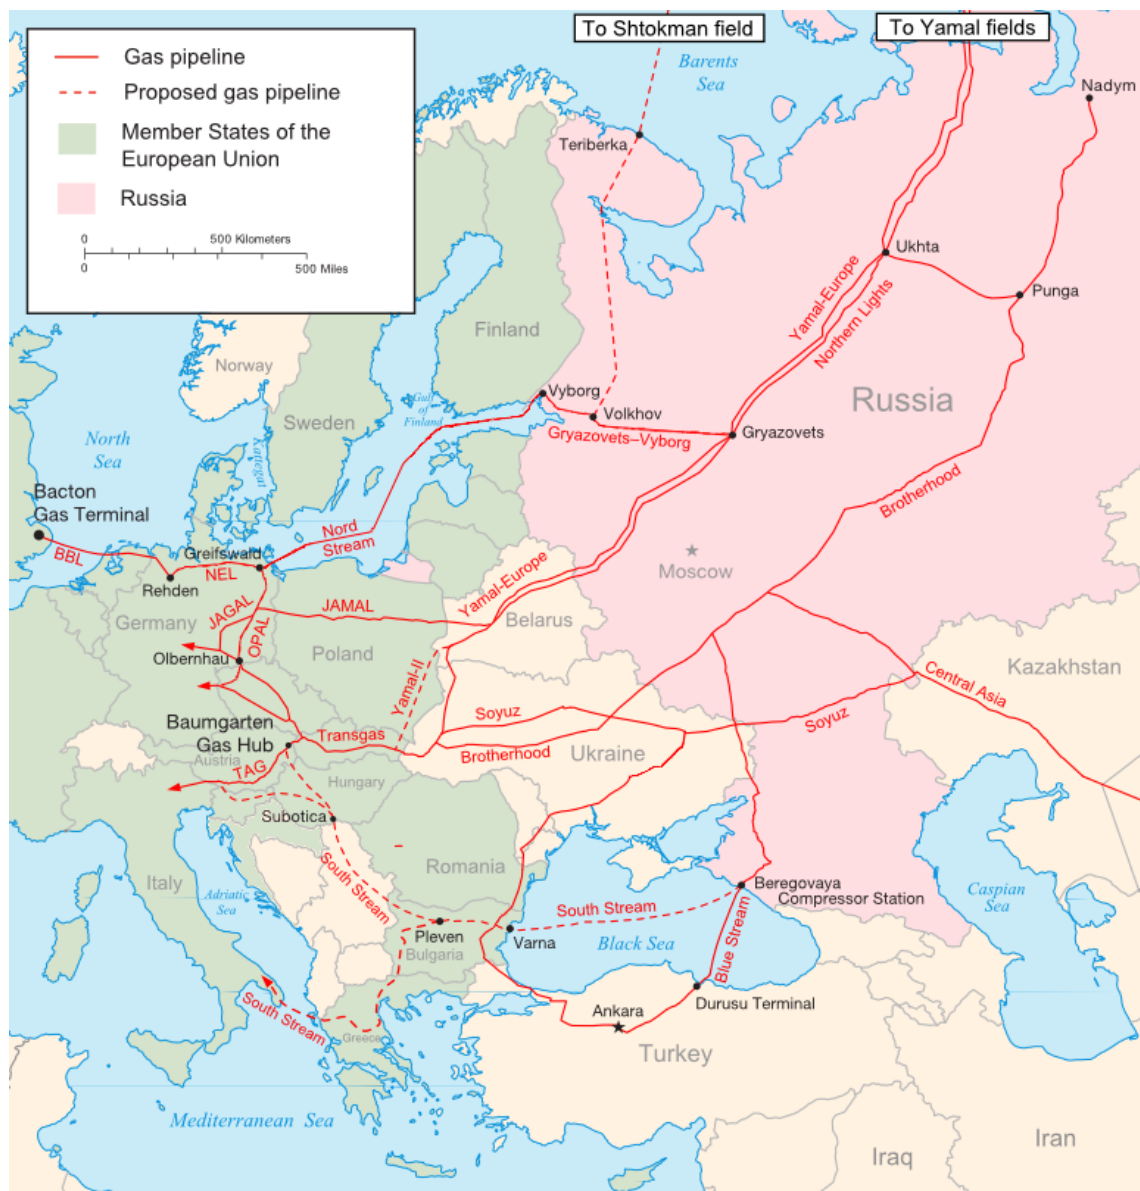 To Shtokman field
To Yamal fields
Gas pipeline
Proposed gas pipeline
Member States of the
European Union
Russia
0
500 Kilometers
0
500 Miles
Barents
Sea
Nadym
Teriberka
Ukhta
Punga
Yamal-Europe
Northern Lights
Finland
Norway
Russia
Vyborg
Gulf
of
Finland
Volkhov
Sweden
Gryazovets
Gryazovets–Vyborg
North
Sea
Kattegat
Brotherhood
Bacton
Gas Terminal
Nord
Stream
BBL
Greifswald
NEL
Moscow
Rehden
Yamal-Europe
JAMAL
JAGAL
Germany
OPAL
Belarus
Olbernhau
Poland
Kazakhstan
Yamal-II
Central Asia
Baumgarten
Gas Hub
Transgas
Soyuz
Soyuz
Brotherhood
Ukraine
Austria
TAG
Hungary
Subotica
Romania
Italy
South Stream
Adriatic
Sea
Beregovaya
Compressor Station
Caspian
Sea
South Stream
Pleven
Bulgaria
Varna
Black Sea
Blue Stream
South Stream
Durusu Terminal
Ankara
Greece
Turkey
Mediterranean Sea
Iraq
Iran